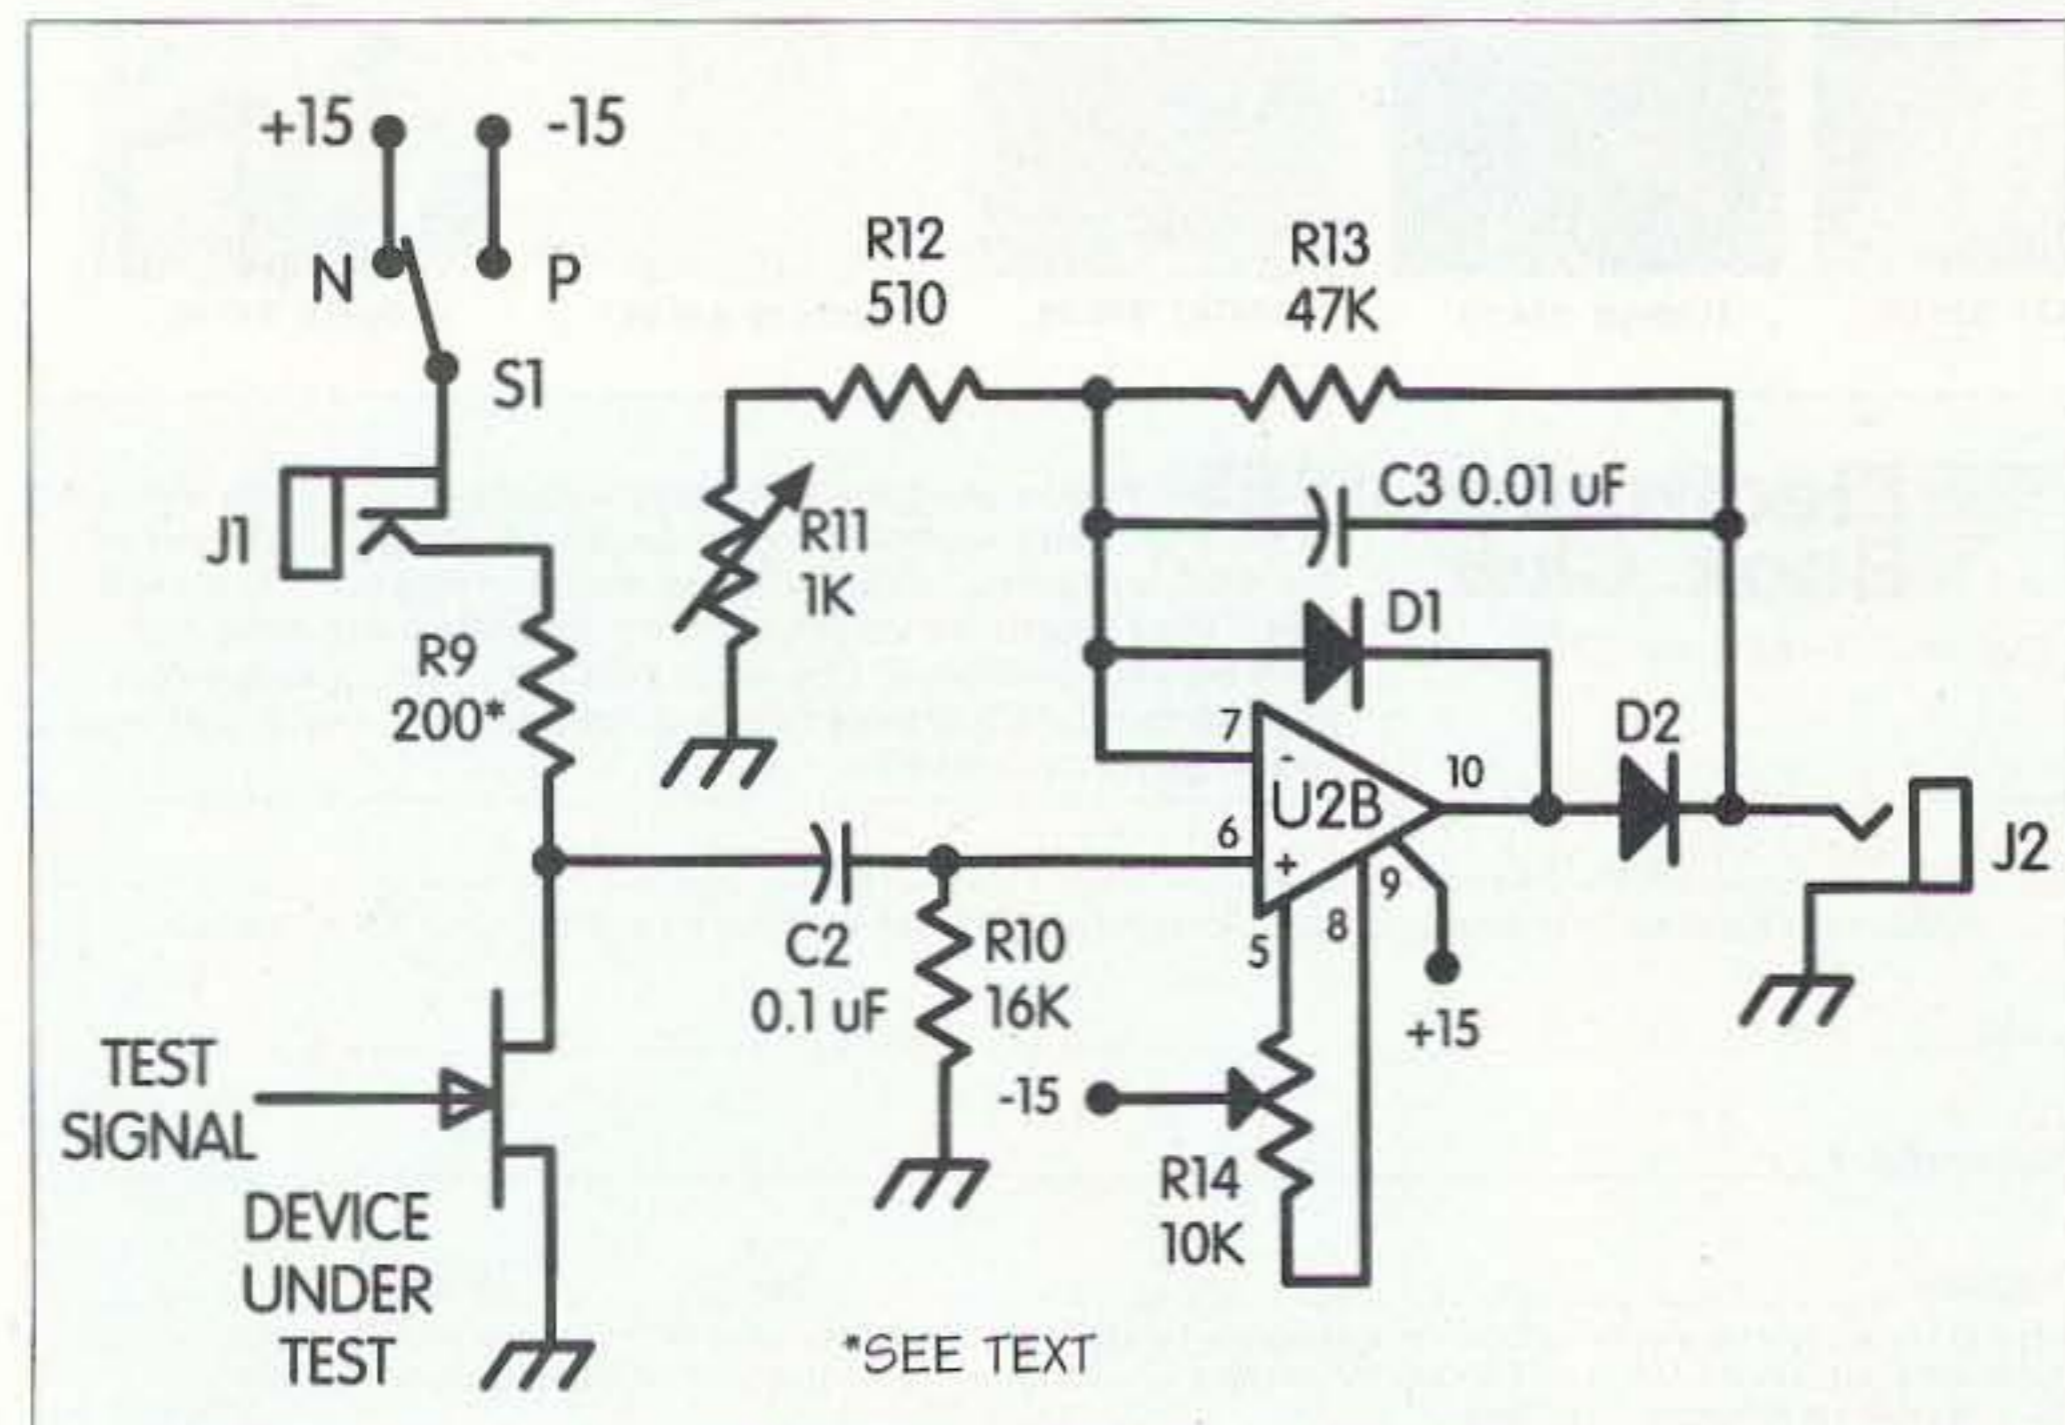 +15
-15
N
P
S1
J1
R9
200*
R12
510
R13
47K
R11
1K
C3 0.01 uF
D1
D2
7
-
U2B
10
6
+
5
8
9
+15
J2
C2
0.1 uF
R10
16K
-15
R14
10K
TEST
SIGNAL
DEVICE
UNDER
TEST
*SEE TEXT